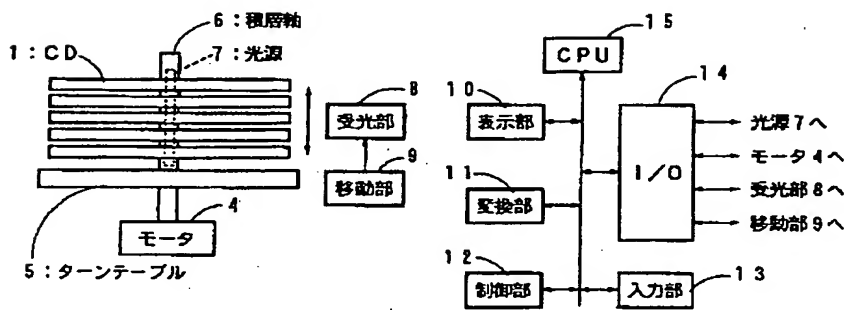 6：積層軸
7：光源
1：CD
8
受光部
9
移動部
4
モータ
5：ターンテーブル
15
CPU
10
表示部
11
変換部
12
制御部
14
I/O
13
入力部
光源7へ
モータ4へ
受光部8へ
移動部9へ